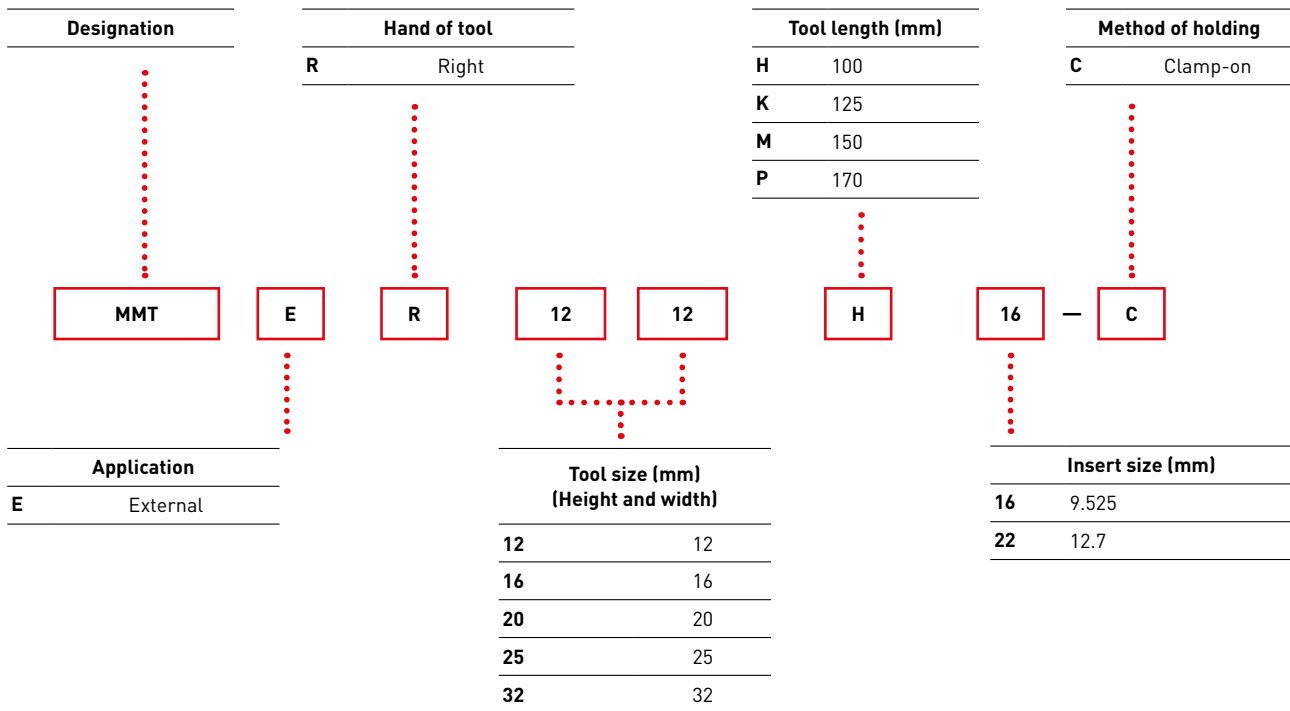 Designation
Hand of tool
R Right
Tool length (mm)
H 100
K 125
M 150
P 170
Method of holding
C Clamp-on
MMT E R 12 12 H 16 — C
Application
E External
Tool size (mm)
(Height and width)
12 12
16 16
20 20
25 25
32 32
Insert size (mm)
16 9.525
22 12.7